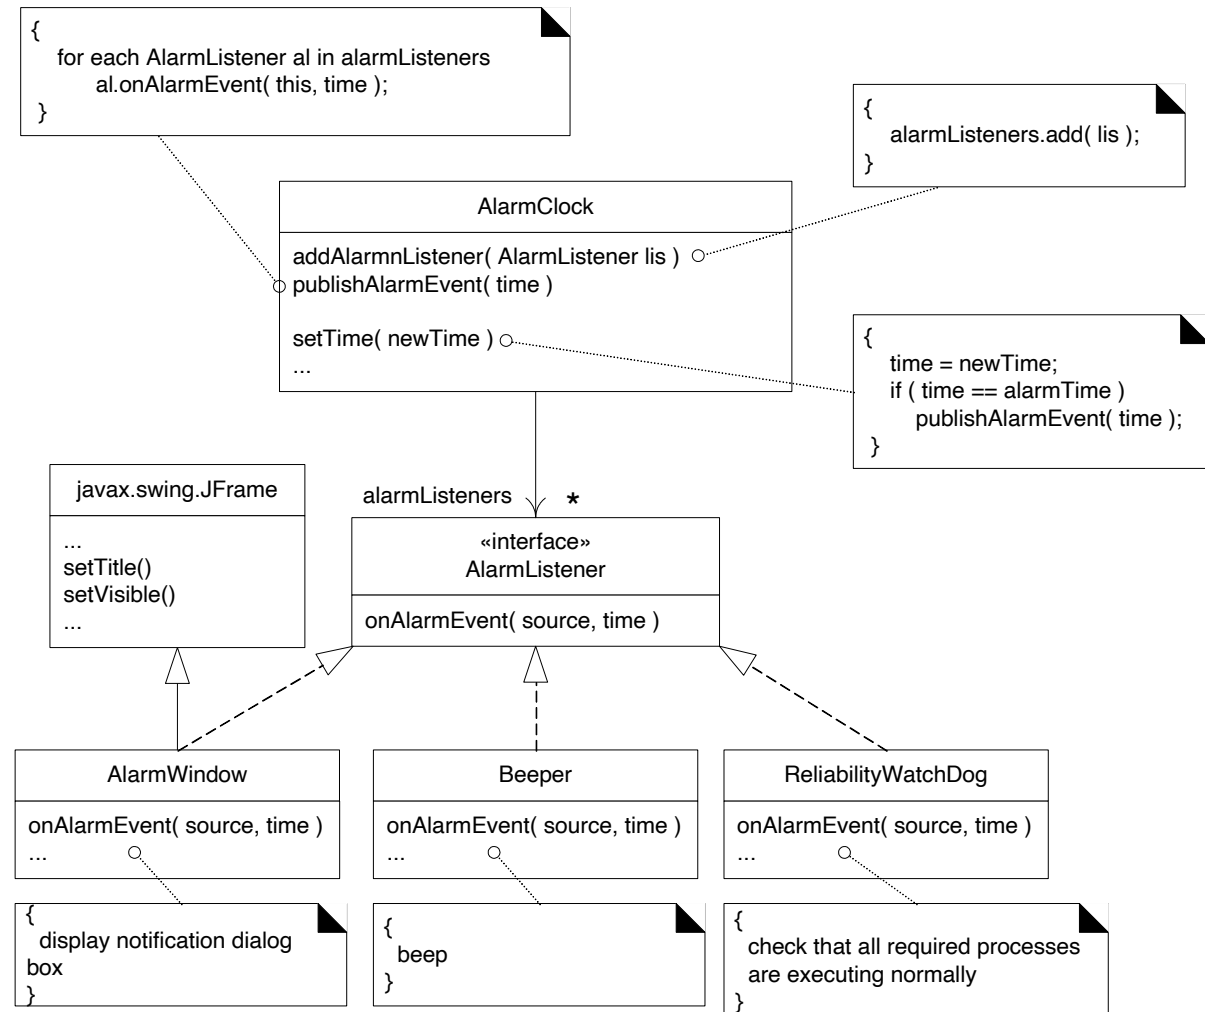 {
for each AlarmListener al in alarmListeners
al.onAlarmEvent( this, time );
}
{
alarmListeners.add( lis );
}
AlarmClock
addAlarmnListener( AlarmListener lis )
publishAlarmEvent( time )
setTime( newTime )
...
{
time = newTime;
if ( time == alarmTime )
publishAlarmEvent( time );
}
javax.swing.JFrame
...
setTitle()
setVisible()
...
alarmListeners *
«interface»
AlarmListener
onAlarmEvent( source, time )
AlarmWindow
onAlarmEvent( source, time )
...
{
display notification dialog
box
}
Beeper
onAlarmEvent( source, time )
...
{
beep
}
ReliabilityWatchDog
onAlarmEvent( source, time )
...
{
check that all required processes
are executing normally
}